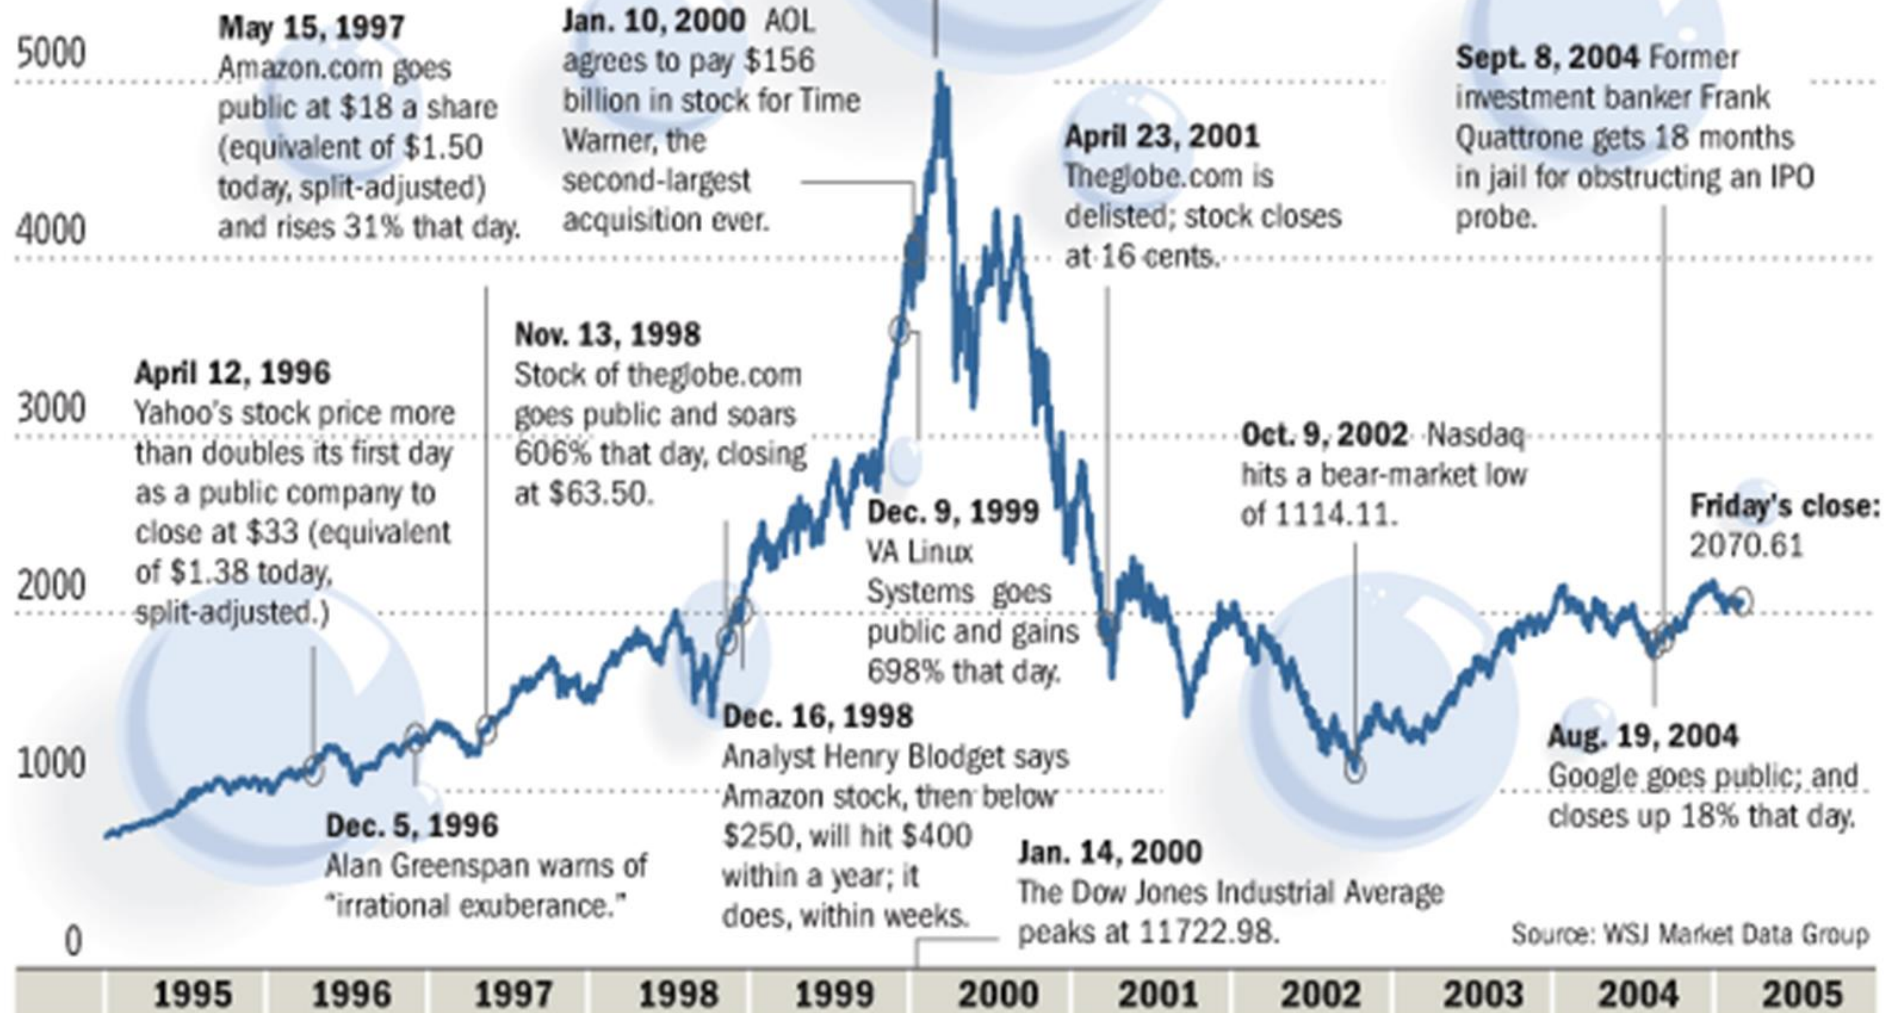 5000
4000
3000
2000
1000
0
May 15, 1997
Amazon.com goes
public at $18 a share
(equivalent of $1.50
today, split-adjusted)
and rises 31% that day.
Jan. 10, 2000 AOL
agrees to pay $156
billion in stock for Time
Warner, the
second-largest
acquisition ever.
April 23, 2001
Theglobe.com is
delisted; stock closes
at 16 cents.
Sept. 8, 2004 Former
investment banker Frank
Quattrone gets 18 months
in jail for obstructing an IPO
probe.
April 12, 1996
Yahoo's stock price more
than doubles its first day
as a public company to
close at $33 (equivalent
of $1.38 today,
split-adjusted.)
Nov. 13, 1998
Stock of theglobe.com
goes public and soars
606% that day, closing
at $63.50.
Dec. 9, 1999
VA Linux
Systems goes
public and gains
698% that day.
Oct. 9, 2002 Nasdaq
hits a bear-market low
of 1114.11.
Friday's close:
2070.61
Dec. 5, 1996
Alan Greenspan warns of
"irrational exuberance."
Dec. 16, 1998
Analyst Henry Blodget says
Amazon stock, then below
$250, will hit $400
within a year; it
does, within weeks.
Jan. 14, 2000
The Dow Jones Industrial Average
peaks at 11722.98.
Aug. 19, 2004
Google goes public; and
closes up 18% that day.
Source: WSJ Market Data Group
1995 1996 1997 1998 1999 2000 2001 2002 2003 2004 2005